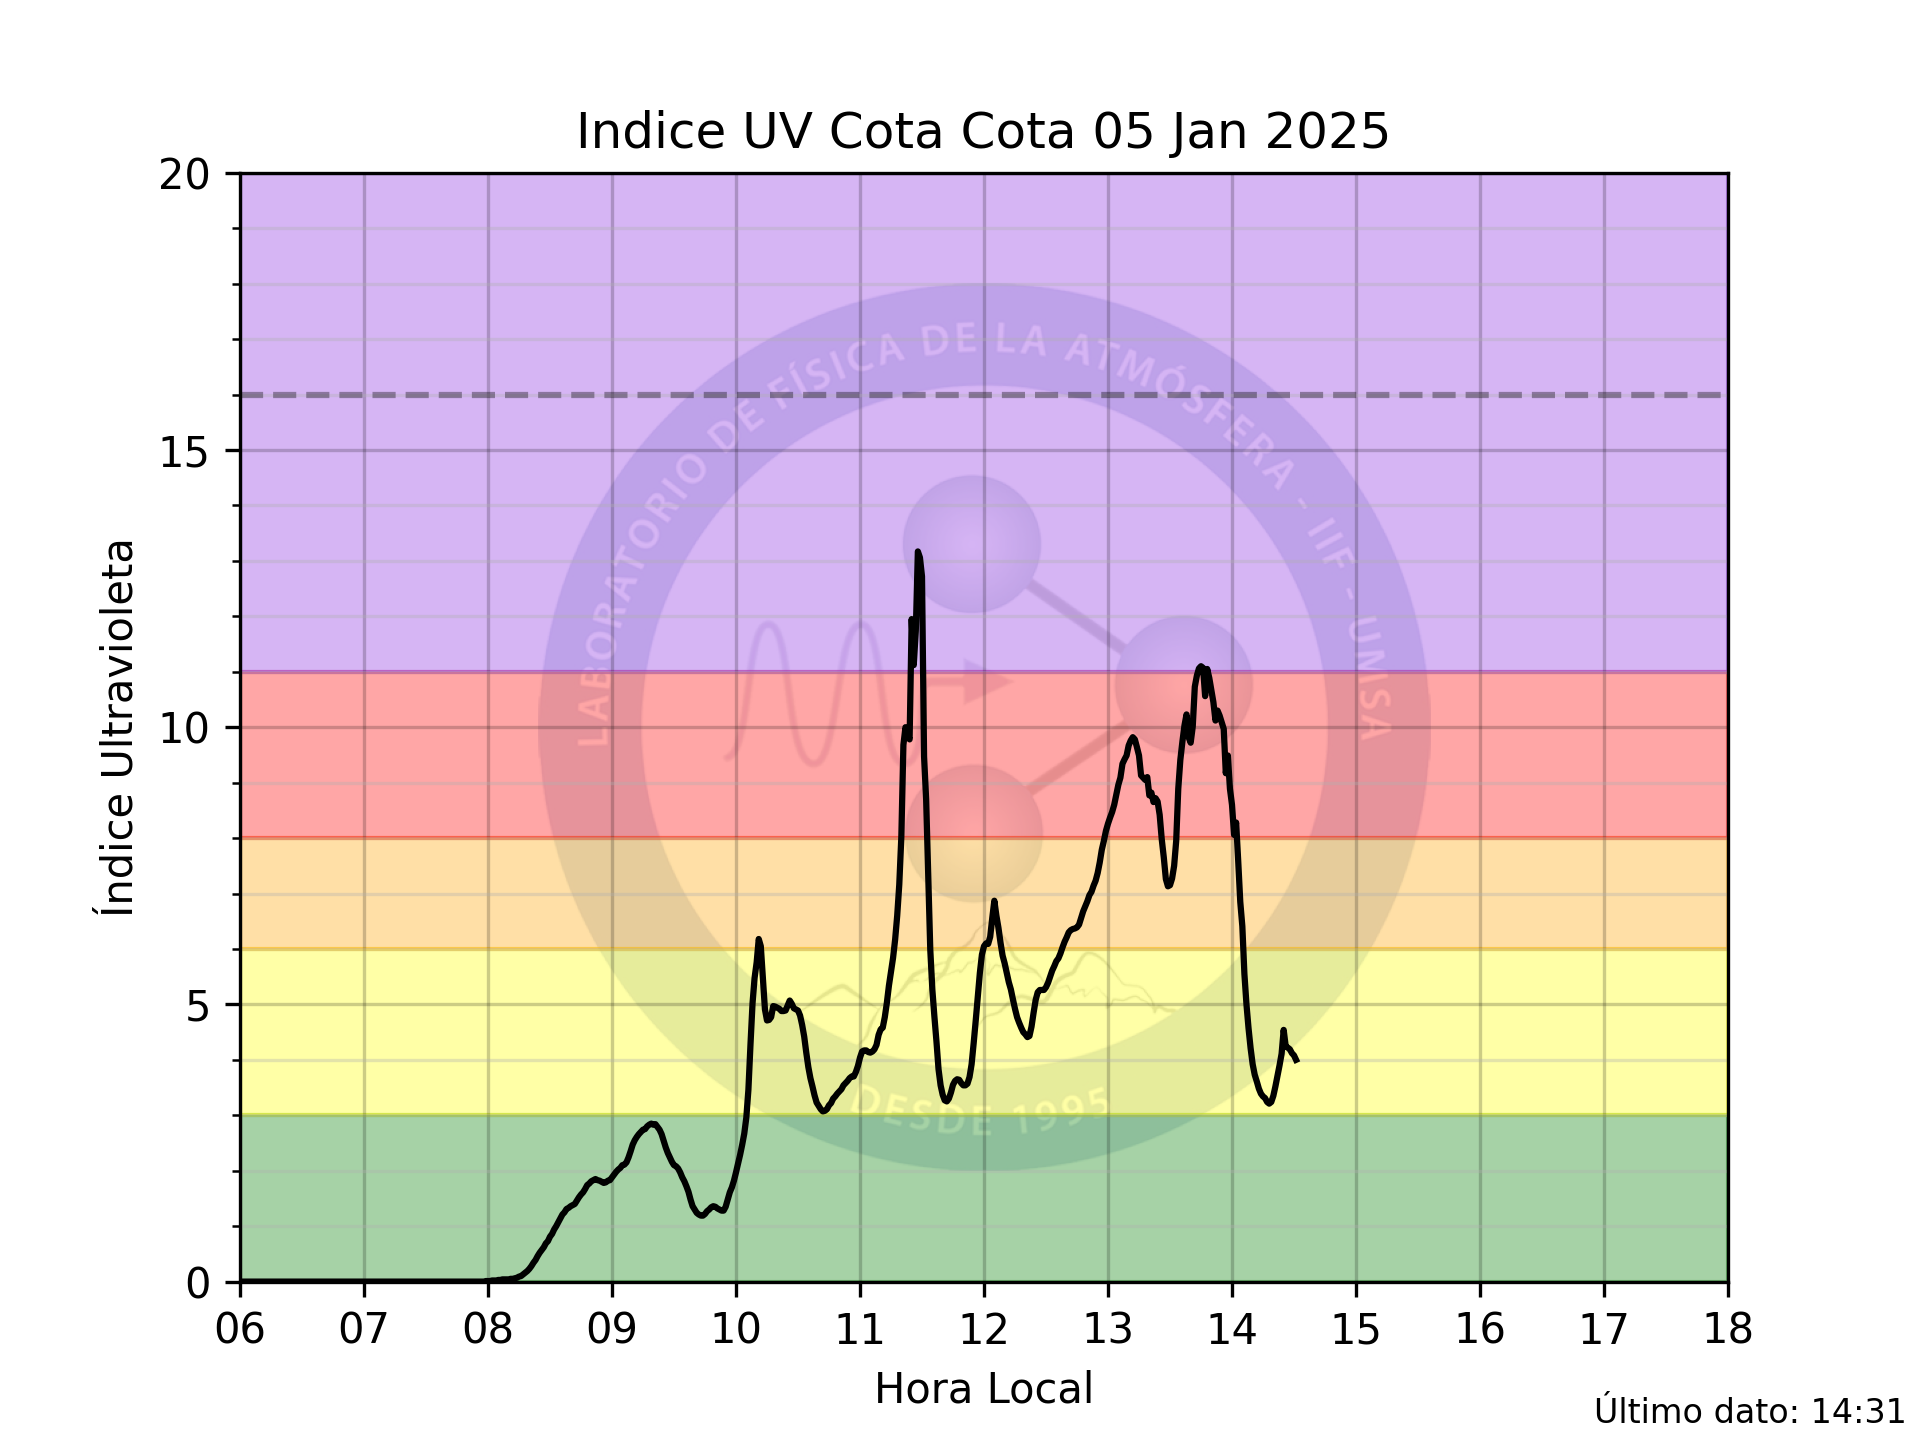 Indice UV Cota Cota 05 Jan 2025
20
15
10
5
0
Índice Ultravioleta
LABORATORIO DE FÍSICA DE LA ATMÓSFERA - IIF - UMSA
DESDE 1995
06 07 08 09 10 11 12 13 14 15 16 17 18
Hora Local
Último dato: 14:31